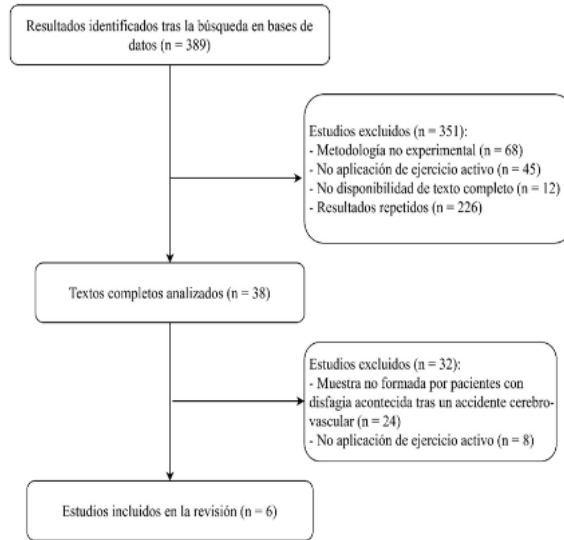 Resultados identificados tras la búsqueda en bases de
datos (n = 389)
Estudios excluidos (n = 351):
- Metodología no experimental (n = 68)
- No aplicación de ejercicio activo (n = 45)
- No disponibilidad de texto completo (n = 12)
- Resultados repetidos (n = 226)
Textos completos analizados (n = 38)
Estudios excluidos (n = 32):
- Muestra no formada por pacientes con
disfagia acontecida tras un accidente cerebro-
vascular (n = 24)
- No aplicación de ejercicio activo (n = 8)
Estudios incluidos en la revisión (n = 6)